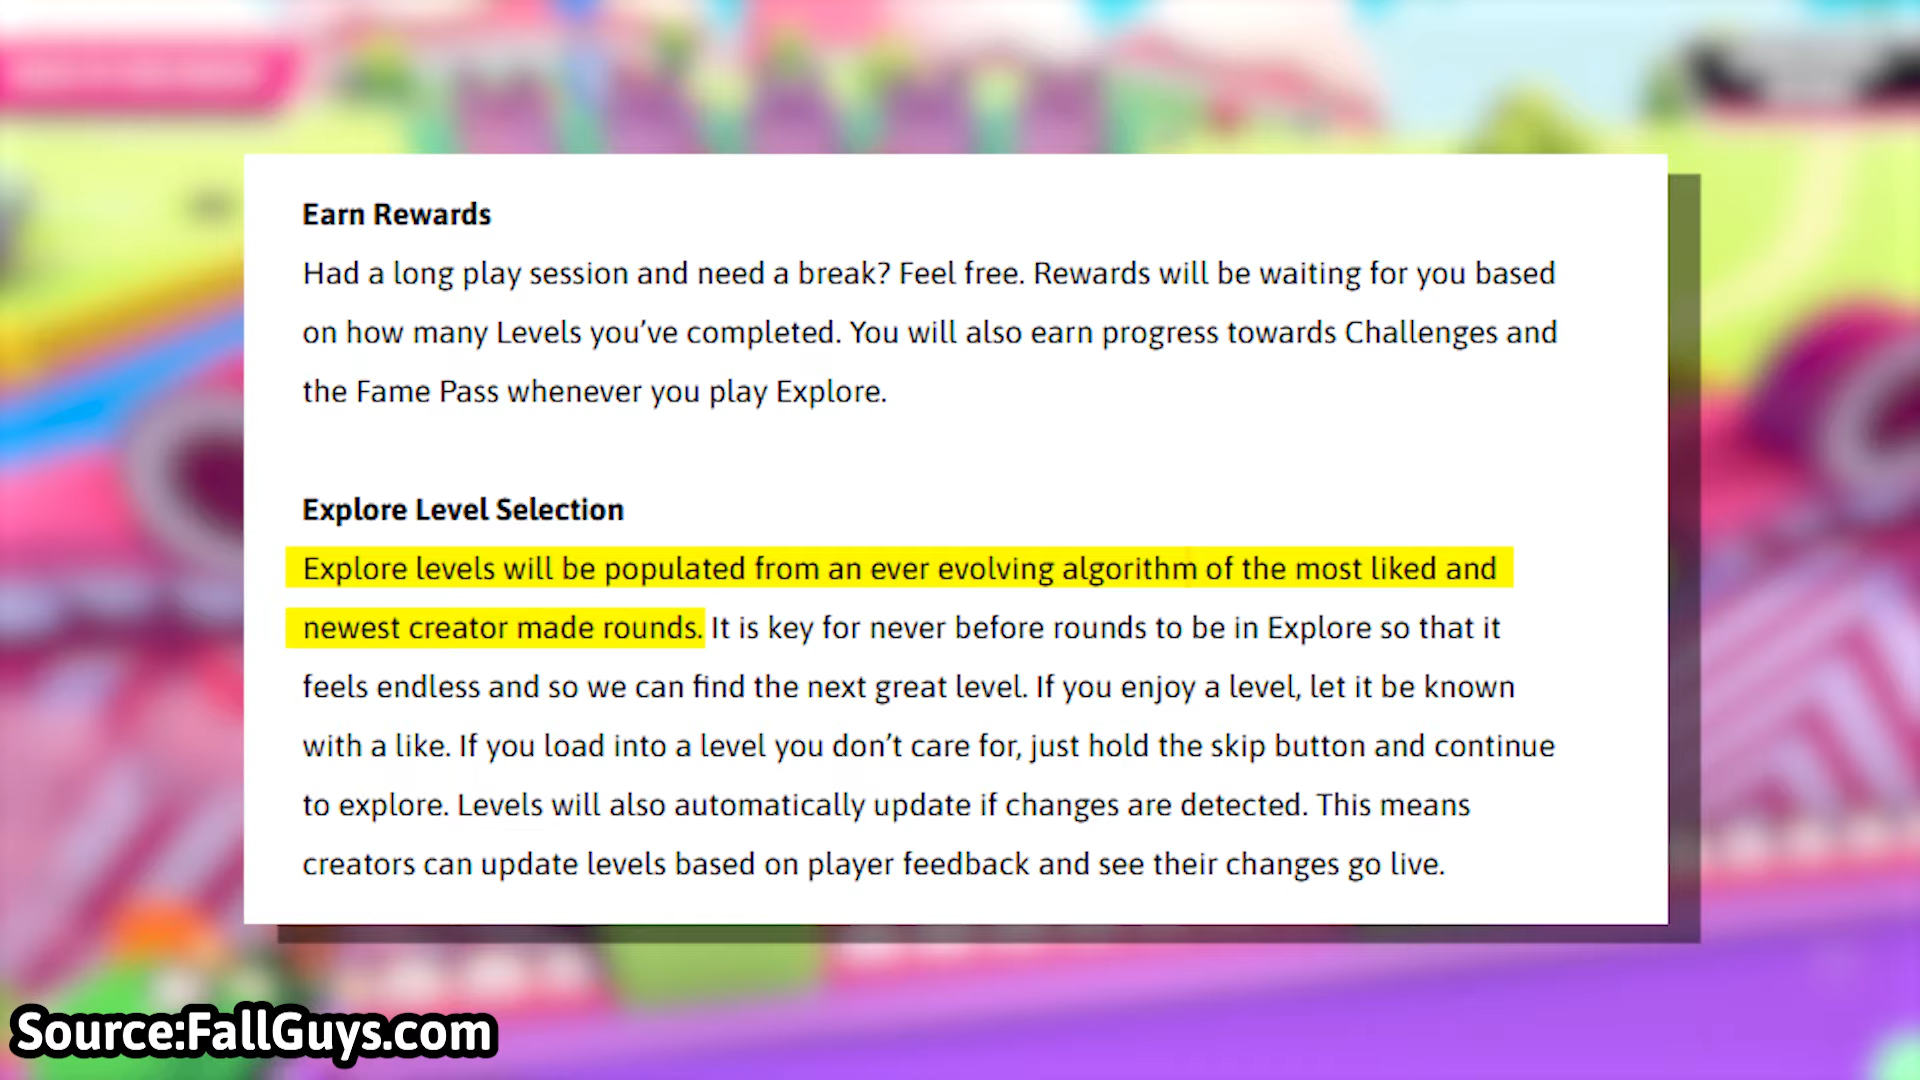 Earn Rewards
Had a long play session and need a break? Feel free. Rewards will be waiting for you based
on how many Levels you’ve completed. You will also earn progress towards Challenges and
the Fame Pass whenever you play Explore.
Explore Level Selection
Explore levels will be populated from an ever evolving algorithm of the most liked and
newest creator made rounds. It is key for never before rounds to be in Explore so that it
feels endless and so we can find the next great level. If you enjoy a level, let it be known
with a like. If you load into a level you don’t care for, just hold the skip button and continue
to explore. Levels will also automatically update if changes are detected. This means
creators can update levels based on player feedback and see their changes go live.
Source:FallGuys.com